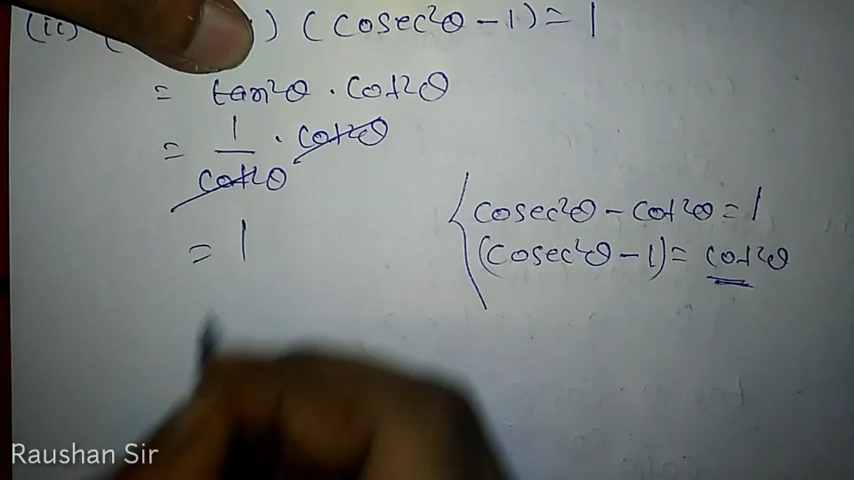 (ii) ( ) (cosec²θ - 1) = 1
= tan²θ . cot²θ
= 1/cot²θ . cot²θ
= 1
cosec²θ - cot²θ = 1
(cosec²θ - 1) = cot²θ
Raushan Sir